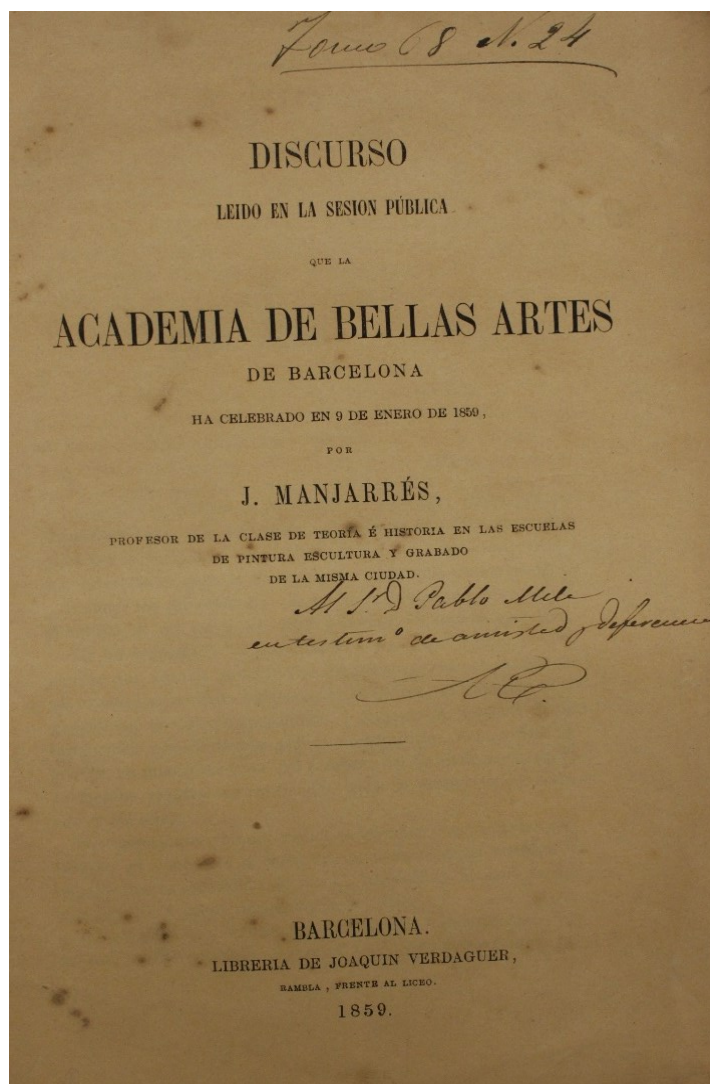 Tomo 68 N. 24
DISCURSO
LEIDO EN LA SESION PÚBLICA
QUE LA
ACADEMIA DE BELLAS ARTES
DE BARCELONA
HA CELEBRADO EN 9 DE ENERO DE 1859,
POR
J. MANJARRÉS,
PROFESOR DE LA CLASE DE TEORÍA É HISTORIA EN LAS ESCUELAS
DE PINTURA ESCULTURA Y GRABADO
DE LA MISMA CIUDAD.
Al Sr. D Pablo Mila
en testimo de amistad y deferencia
BARCELONA.
LIBRERIA DE JOAQUIN VERDAGUER,
RAMBLA, FRENTE AL LICEO.
1859.